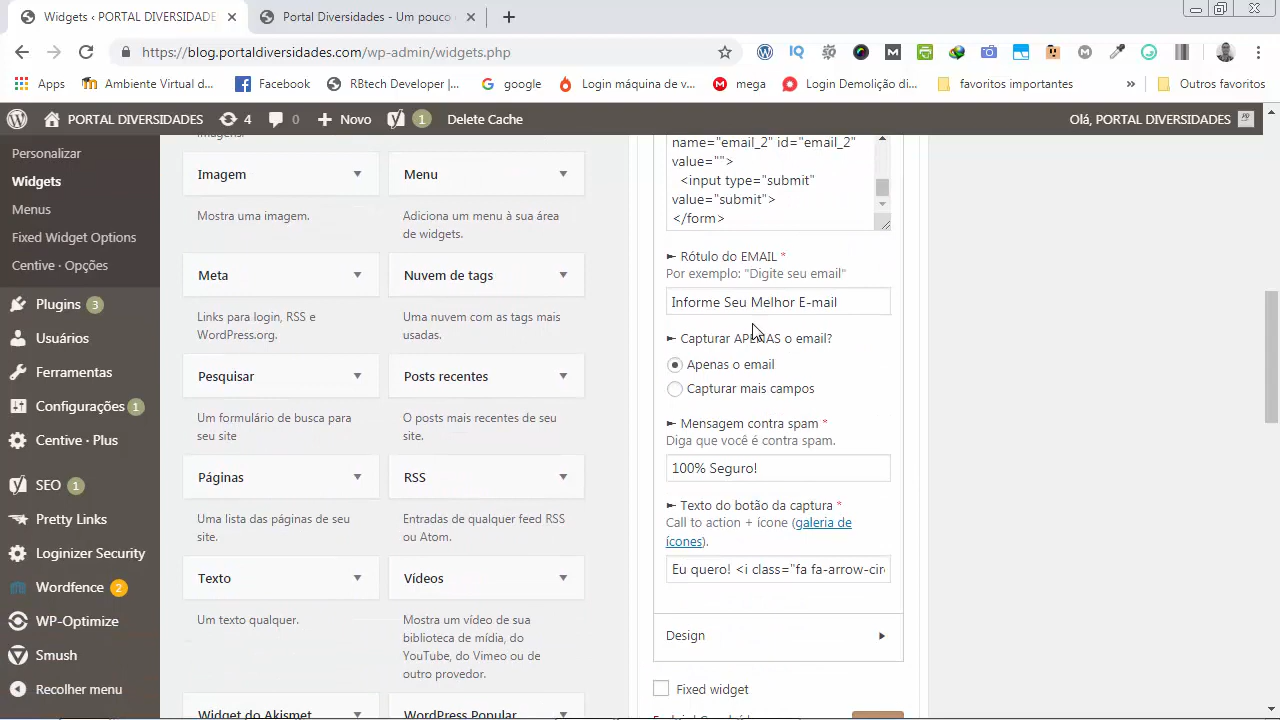 Widgets ‹ PORTAL DIVERSIDADES
Portal Diversidades - Um pouco
https://blog.portaldiversidades.com/wp-admin/widgets.php
Apps
Ambiente Virtual d...
Facebook
RBtech Developer |...
google
Login máquina de v...
mega
Login Demolição di...
favoritos importantes
»
Outros favoritos
PORTAL DIVERSIDADES
4
0
Novo
1
Delete Cache
Olá, PORTAL DIVERSIDADES
Personalizar
Widgets
Menus
Fixed Widget Options
Centive · Opções
Plugins 3
Usuários
Ferramentas
Configurações 1
Centive · Plus
SEO 1
Pretty Links
Loginizer Security
Wordfence 2
WP-Optimize
Smush
Recolher menu
imagens.
Imagem
Mostra uma imagem.
Menu
Adiciona um menu à sua área
de widgets.
Meta
Links para login, RSS e
WordPress.org.
Nuvem de tags
Uma nuvem com as tags mais
usadas.
Pesquisar
Um formulário de busca para
seu site
Posts recentes
O posts mais recentes de seu
site.
Páginas
Uma lista das páginas de seu
site.
RSS
Entradas de qualquer feed RSS
ou Atom.
Texto
Um texto qualquer.
Vídeos
Mostra um vídeo de sua
biblioteca de mídia, do
YouTube, do Vimeo ou de
outro provedor.
Widget do Akismet
WordPress Popular
name="email_2" id="email_2"
value="">
<input type="submit"
value="submit">
</form>
► Rótulo do EMAIL *
Por exemplo: "Digite seu email"
Informe Seu Melhor E-mail
► Capturar APENAS o email?
Apenas o email
Capturar mais campos
► Mensagem contra spam *
Diga que você é contra spam.
100% Seguro!
► Texto do botão da captura *
Call to action + ícone (galeria de
ícones).
Eu quero! <i class="fa fa-arrow-cir
Design
Fixed widget